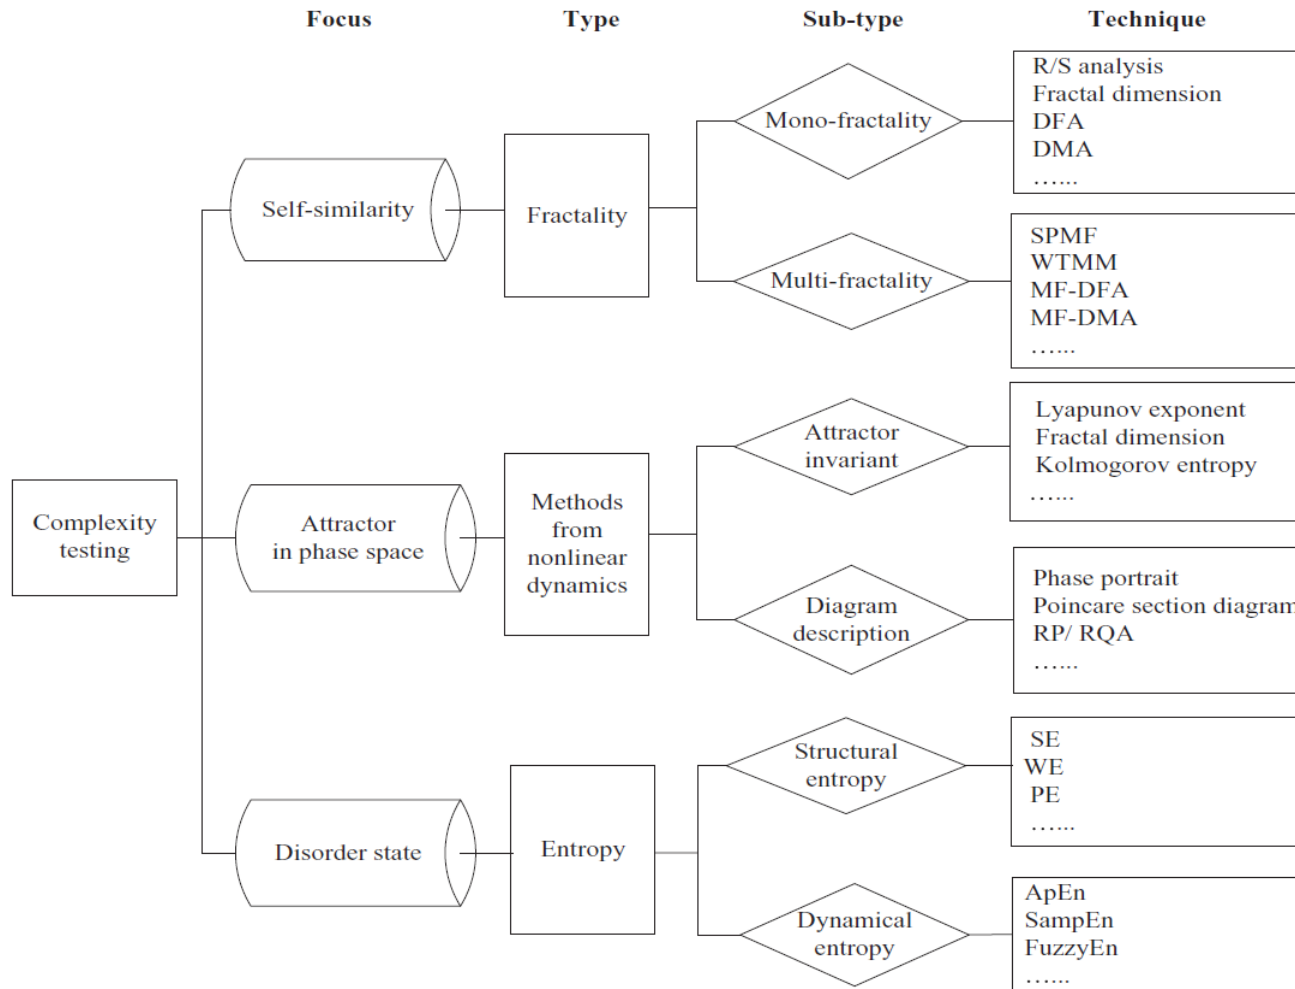 Focus
Type
Sub-type
Technique
Self-similarity
Fractality
Mono-fractality
R/S analysis
Fractal dimension
DFA
DMA
…...
Multi-fractality
SPMF
WTMM
MF-DFA
MF-DMA
…...
Complexity
testing
Attractor
in phase space
Methods
from
nonlinear
dynamics
Attractor
invariant
Lyapunov exponent
Fractal dimension
Kolmogorov entropy
…...
Diagram
description
Phase portrait
Poincare section diagram
RP/ RQA
…...
Disorder state
Entropy
Structural
entropy
SE
WE
PE
…...
Dynamical
entropy
ApEn
SampEn
FuzzyEn
…...